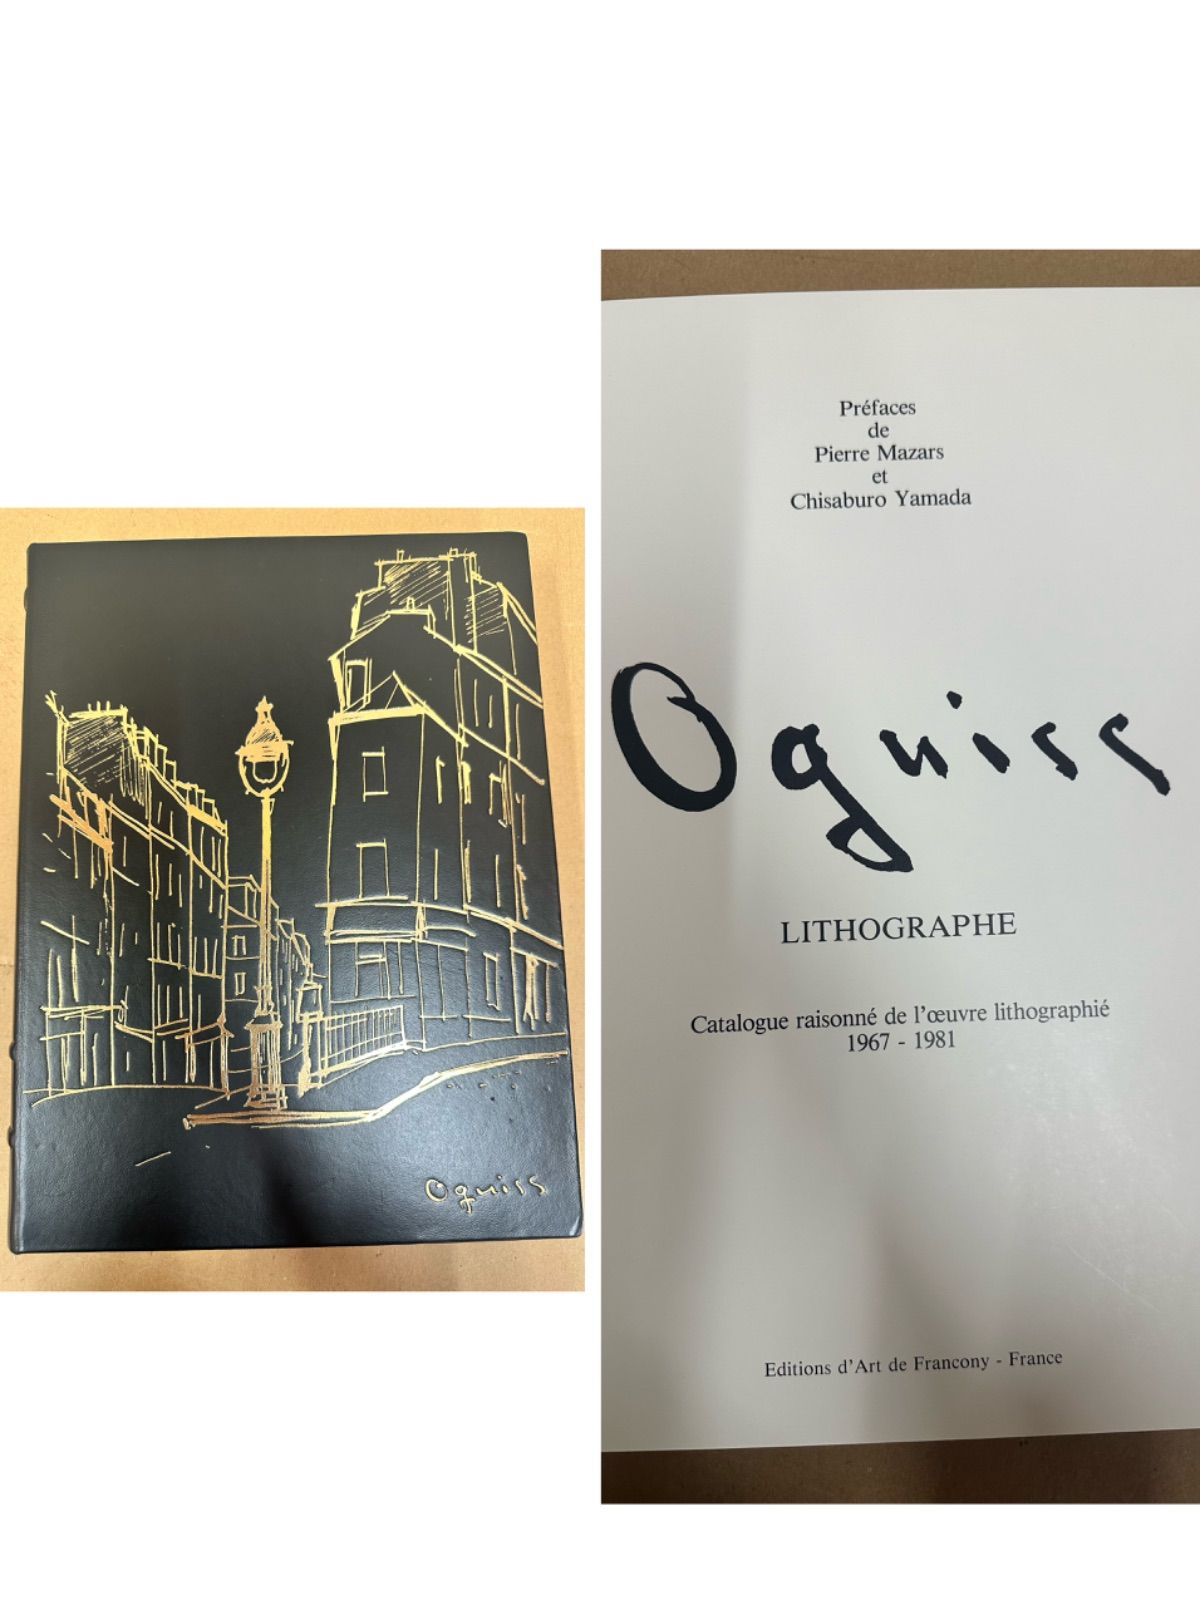 Oguiss
Préfaces
de
Pierre Mazars
et
Chisaburo Yamada
Oguiss
LITHOGRAPHE
Catalogue raisonné de l'œuvre lithographié
1967 - 1981
Editions d'Art de Francony - France